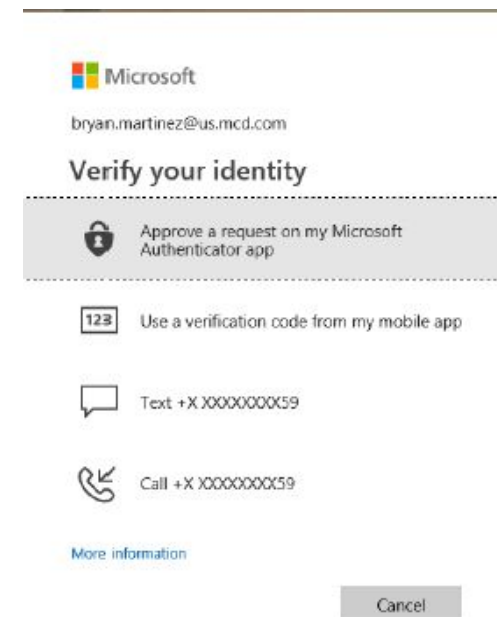 Microsoft
bryan.martinez@us.mcd.com
Verify your identity
Approve a request on my Microsoft
Authenticator app
123
Use a verification code from my mobile app
Text +X XXXXXXXX59
Call +X XXXXXXXX59
More information
Cancel